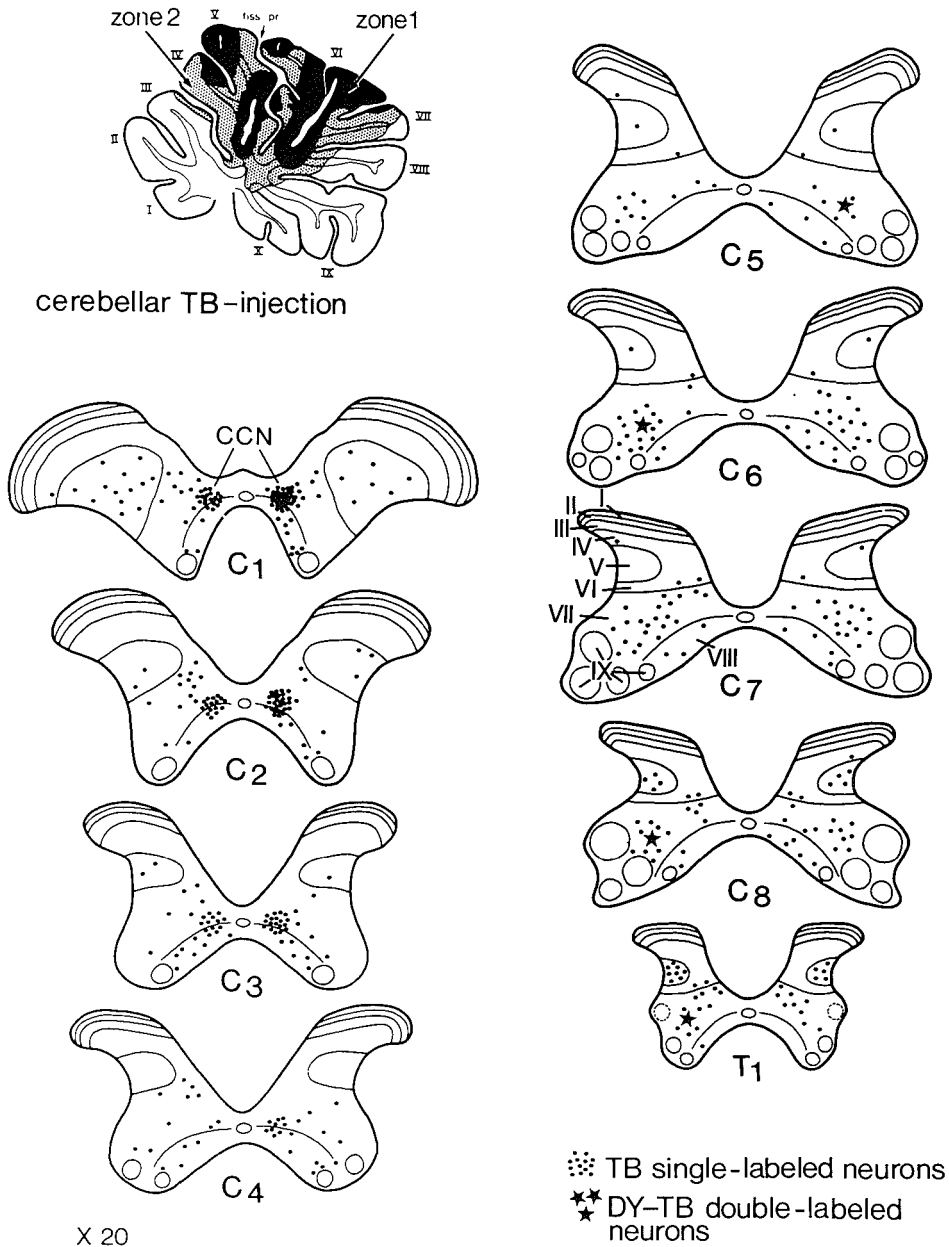 zone 2
V
fiss pr
zone 1
IV
VI
III
VII
II
VIII
I
X
IX
cerebellar TB-injection
CCN
C1
C2
C3
C4
X 20
C5
C6
I
II
III
IV
V
VI
VII
VIII
IX
C7
C8
T1
TB single-labeled neurons
DY-TB double-labeled
neurons